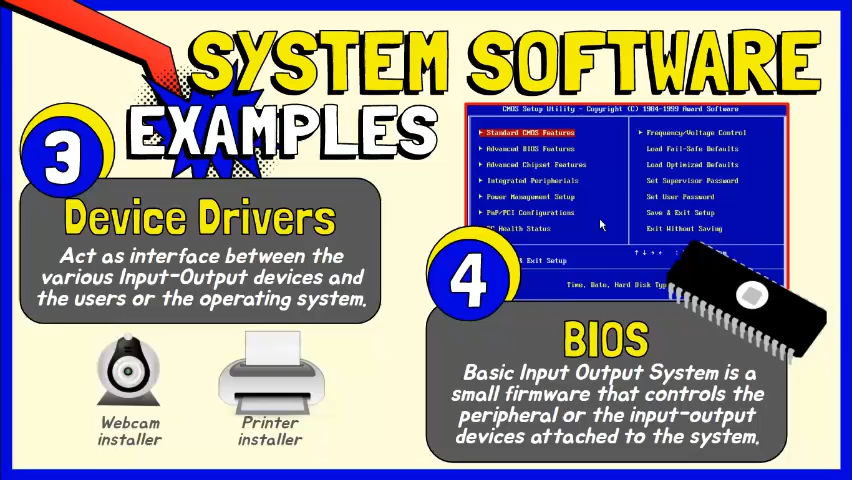 SYSTEM SOFTWARE
EXAMPLES
3
Device Drivers
Act as interface between the
various Input-Output devices and
the users or the operating system.
Webcam
installer
Printer
installer
CMOS Setup Utility - Copyright (C) 1984-1999 Award Software
Standard CMOS Features
Advanced BIOS Features
Advanced Chipset Features
Integrated Peripherals
Power Management Setup
PnP/PCI Configurations
PC Health Status
Frequency/Voltage Control
Load Fail-Safe Defaults
Load Optimized Defaults
Set Supervisor Password
Set User Password
Save & Exit Setup
Exit Without Saving
& Exit Setup
Time, Date, Hard Disk
4
BIOS
Basic Input Output System is a
small firmware that controls the
peripheral or the input-output
devices attached to the system.